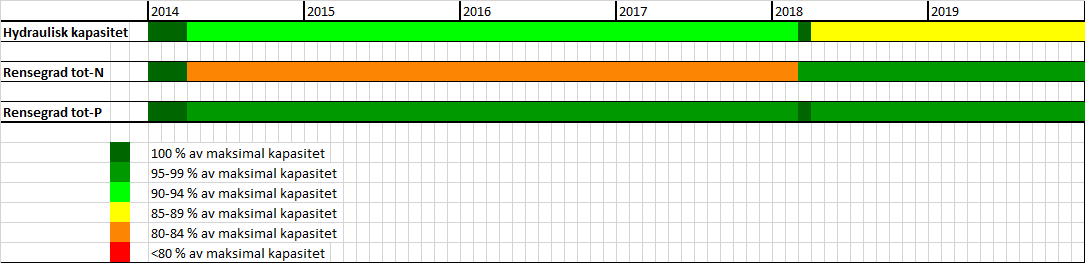 2014 2015 2016 2017 2018 2019
Hydraulisk kapasitet
Rensegrad tot-N
Rensegrad tot-P
100 % av maksimal kapasitet
95-99 % av maksimal kapasitet
90-94 % av maksimal kapasitet
85-89 % av maksimal kapasitet
80-84 % av maksimal kapasitet
<80 % av maksimal kapasitet